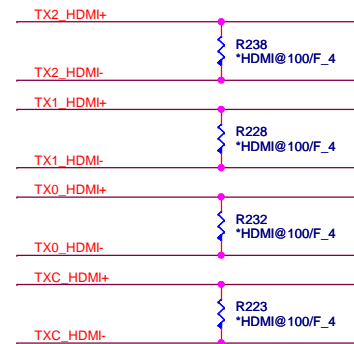 TX2_HDMI+
R238
*HDMI@100/F_4
TX2_HDMI-
TX1_HDMI+
R228
*HDMI@100/F_4
TX1_HDMI-
TX0_HDMI+
R232
*HDMI@100/F_4
TX0_HDMI-
TXC_HDMI+
R223
*HDMI@100/F_4
TXC_HDMI-